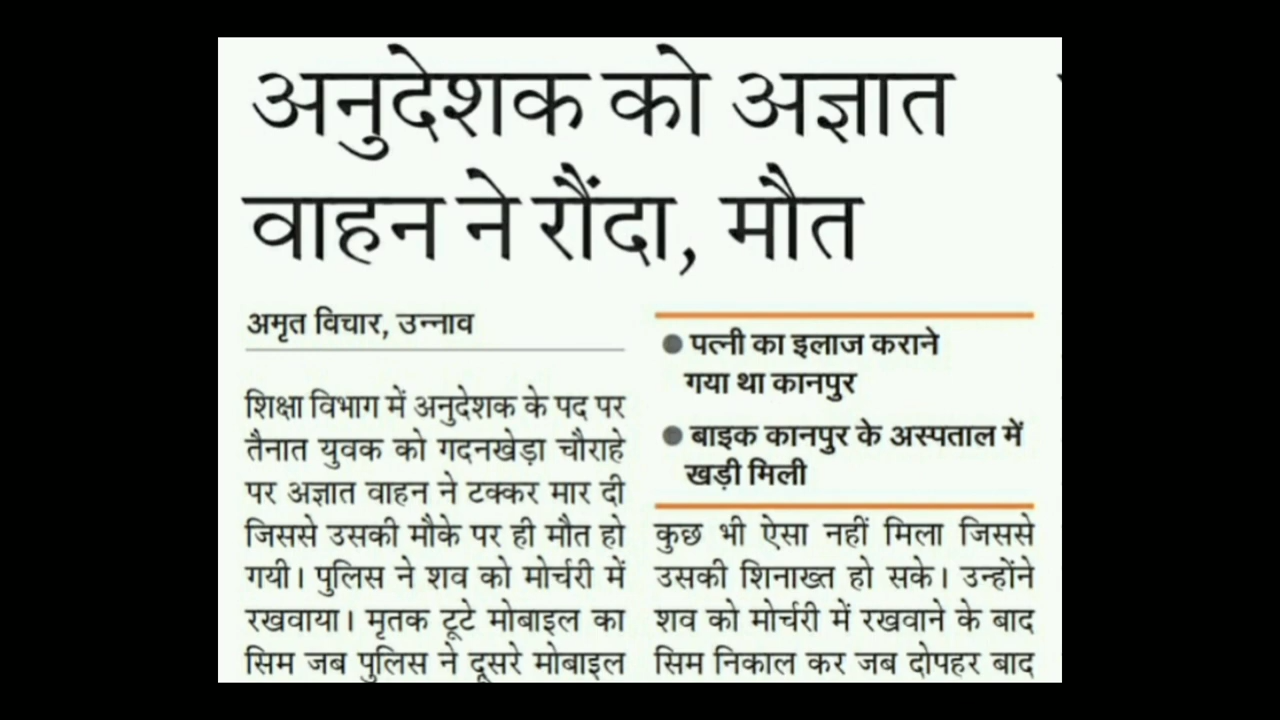 अनुदेशक को अज्ञात
वाहन ने रौंदा, मौत
अमृत विचार, उन्नाव
शिक्षा विभाग में अनुदेशक के पद पर
तैनात युवक को गदनखेड़ा चौराहे
पर अज्ञात वाहन ने टक्कर मार दी
जिससे उसकी मौके पर ही मौत हो
गयी। पुलिस ने शव को मोर्चरी में
रखवाया। मृतक टूटे मोबाइल का
सिम जब पुलिस ने दूसरे मोबाइल
● पत्नी का इलाज कराने
गया था कानपुर
● बाइक कानपुर के अस्पताल में
खड़ी मिली
कुछ भी ऐसा नहीं मिला जिससे
उसकी शिनाख्त हो सके। उन्होंने
शव को मोर्चरी में रखवाने के बाद
सिम निकाल कर जब दोपहर बाद